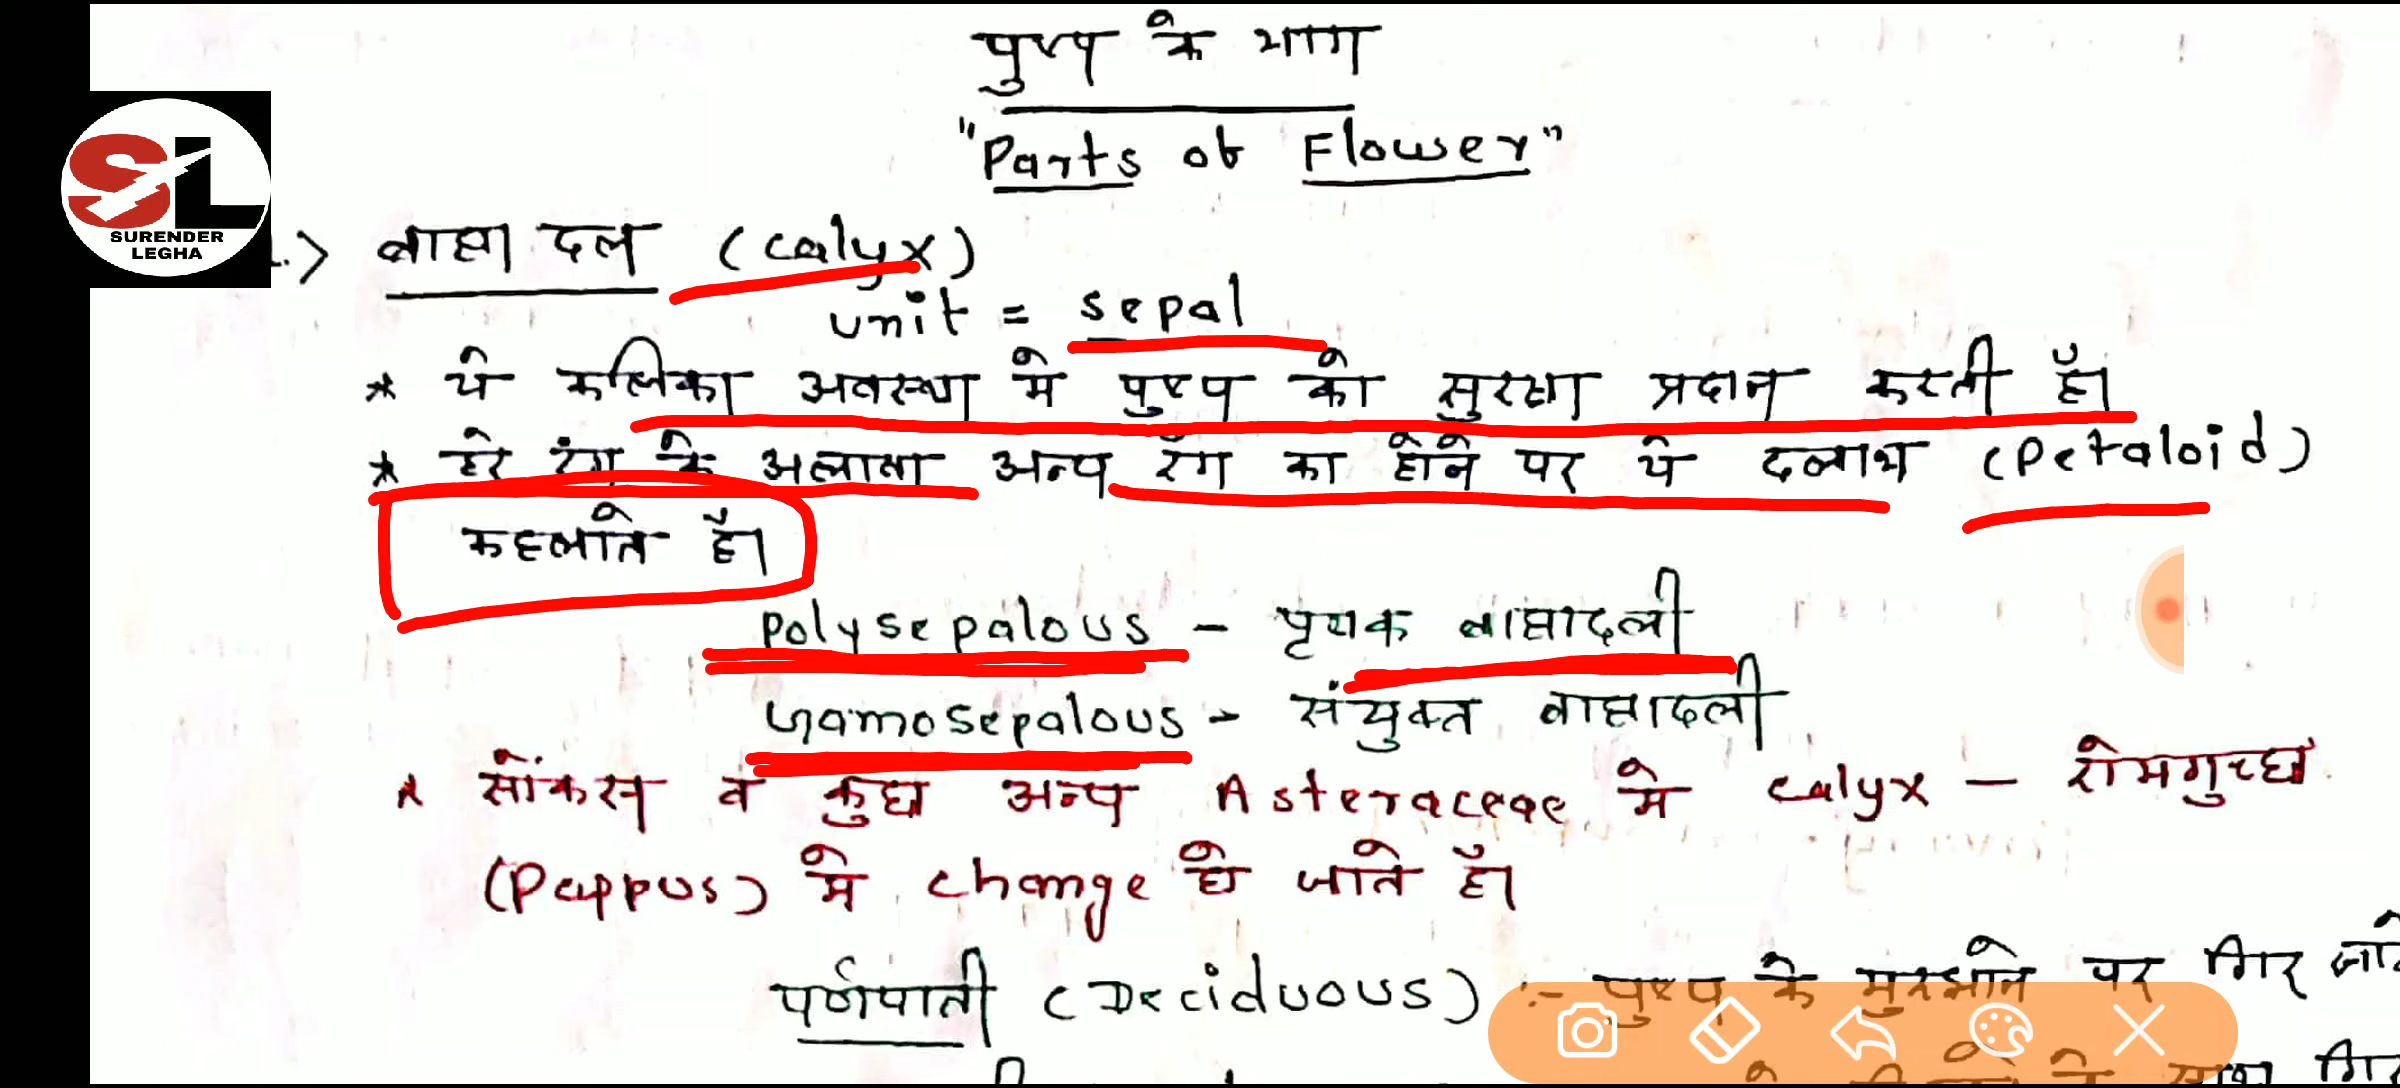 पुष्प के भाग
"Parts of Flower"
SL
SURENDER
LEGHA
1.> बाह्य दल (calyx)
unit = sepal
* ये कलिका अवस्था मे पुष्प को सुरक्षा प्रदान करती है।
* हरे रंग के अलावा अन्य रंग का होने पर ये दलाभ (Petaloid)
कहलाते है।
Polysepalous - पृथक बाह्यदली
Gamosepalous - संयुक्त बाह्यदली
* सोंकस व कुछ अन्य Asteraceae मे calyx - रोमगुच्छ
(Pappus) मे change हो जाते है।
पर्णपाती (Deciduous) :- पुष्प के मुरझाने पर गिर